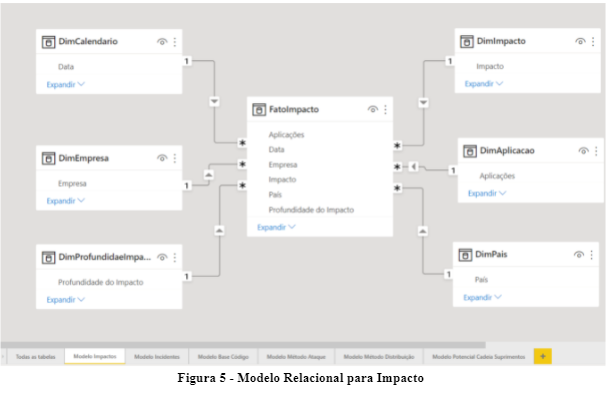 DimCalendario
Data
Expandir
1
DimEmpresa
Empresa
Expandir
1
DimProfundidaeImpa...
Profundidade do Impacto
Expandir
1
FatoImpacto
Aplicações
Data
Empresa
Impacto
País
Profundidade do Impacto
Expandir
*
*
*
*
*
*
DimImpacto
Impacto
Expandir
1
DimAplicacao
Aplicações
Expandir
1
DimPais
País
Expandir
1
Todas as tabelas
Modelo Impactos
Modelo Incidentes
Modelo Base Código
Modelo Método Ataque
Modelo Método Distribuição
Modelo Potencial Cadeia Suprimentos
+
Figura 5 - Modelo Relacional para Impacto